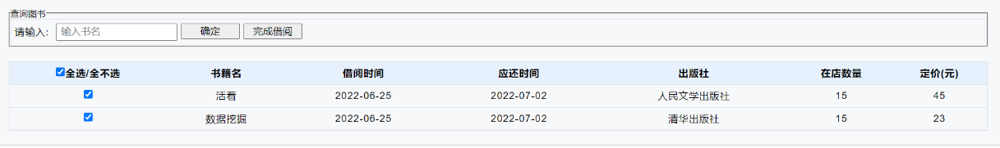 查询图书
请输入: 输入书名 确定 完成借阅
全选/全不选 书籍名 借阅时间 应还时间 出版社 在店数量 定价(元)
活着 2022-06-25 2022-07-02 人民文学出版社 15 45
数据挖掘 2022-06-25 2022-07-02 清华出版社 15 23